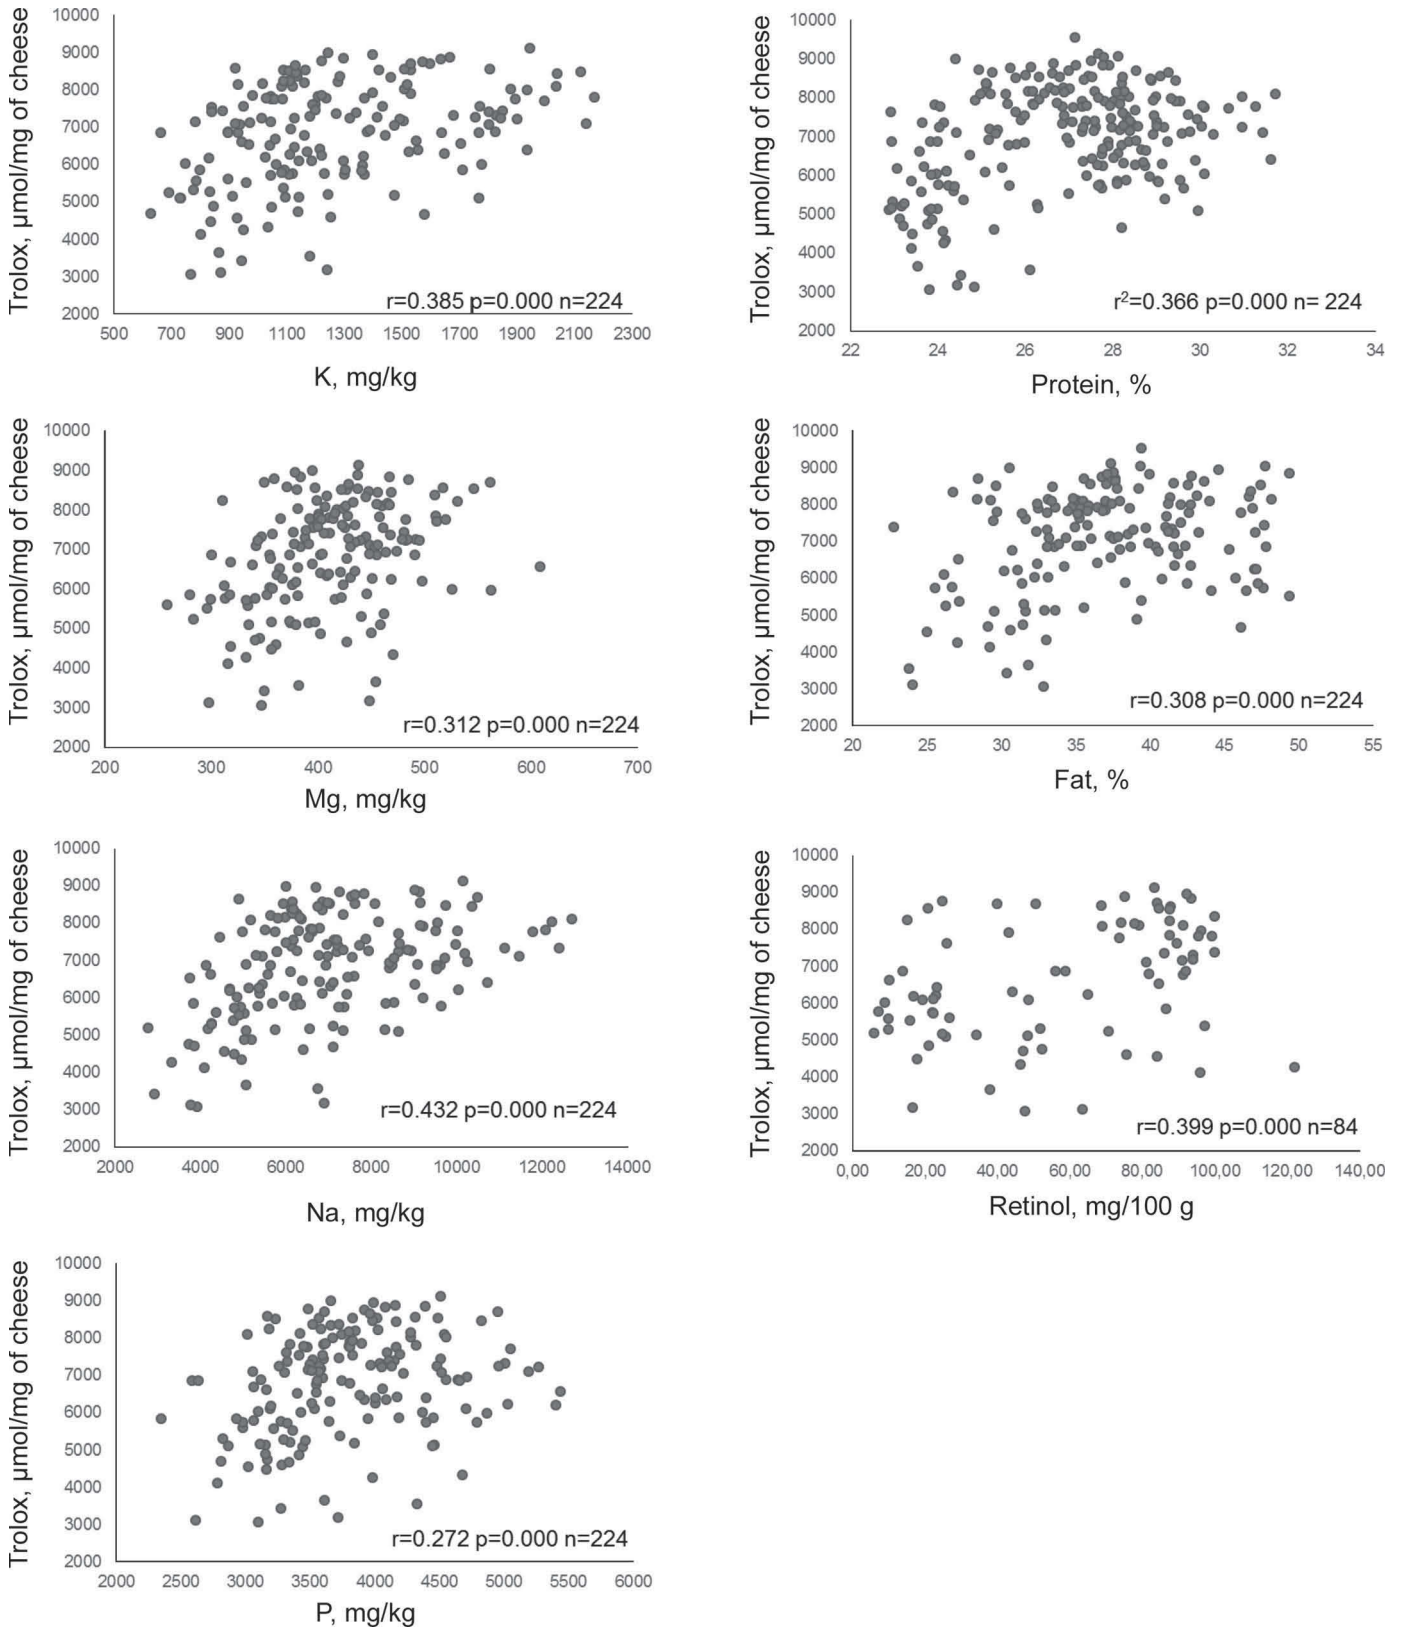 Trolox, µmol/mg of cheese
10000
9000
8000
7000
6000
5000
4000
3000
2000
r=0.385 p=0.000 n=224
500 700 900 1100 1300 1500 1700 1900 2100 2300
K, mg/kg
Trolox, µmol/mg of cheese
10000
9000
8000
7000
6000
5000
4000
3000
2000
r²=0.366 p=0.000 n= 224
22 24 26 28 30 32 34
Protein, %
Trolox, µmol/mg of cheese
10000
9000
8000
7000
6000
5000
4000
3000
2000
r=0.312 p=0.000 n=224
200 300 400 500 600 700
Mg, mg/kg
Trolox, µmol/mg of cheese
10000
9000
8000
7000
6000
5000
4000
3000
2000
r=0.308 p=0.000 n=224
20 25 30 35 40 45 50 55
Fat, %
Trolox, µmol/mg of cheese
10000
9000
8000
7000
6000
5000
4000
3000
2000
r=0.432 p=0.000 n=224
2000 4000 6000 8000 10000 12000 14000
Na, mg/kg
Trolox, µmol/mg of cheese
10000
9000
8000
7000
6000
5000
4000
3000
2000
r=0.399 p=0.000 n=84
0,00 20,00 40,00 60,00 80,00 100,00 120,00 140,00
Retinol, mg/100 g
Trolox, µmol/mg of cheese
10000
9000
8000
7000
6000
5000
4000
3000
2000
r=0.272 p=0.000 n=224
2000 2500 3000 3500 4000 4500 5000 5500 6000
P, mg/kg